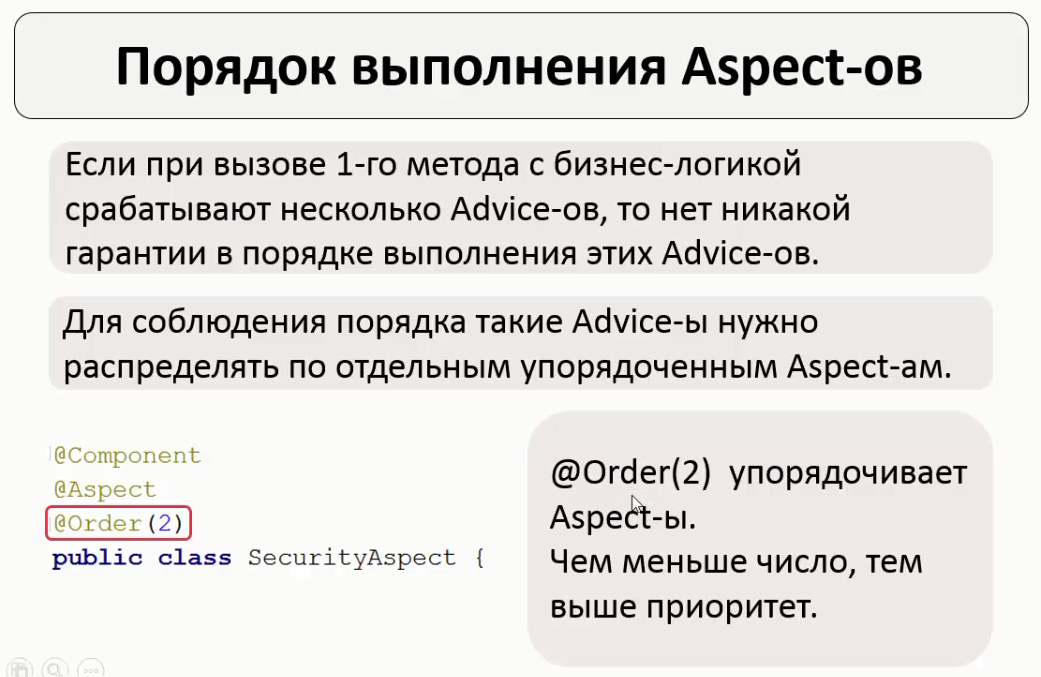 Порядок выполнения Aspect-ов
Если при вызове 1-го метода с бизнес-логикой
срабатывают несколько Advice-ов, то нет никакой
гарантии в порядке выполнения этих Advice-ов.
Для соблюдения порядка такие Advice-ы нужно
распределять по отдельным упорядоченным Aspect-ам.
@Component
@Aspect
@Order(2)
public class SecurityAspect {
@Order(2) упорядочивает
Aspect-ы.
Чем меньше число, тем
выше приоритет.